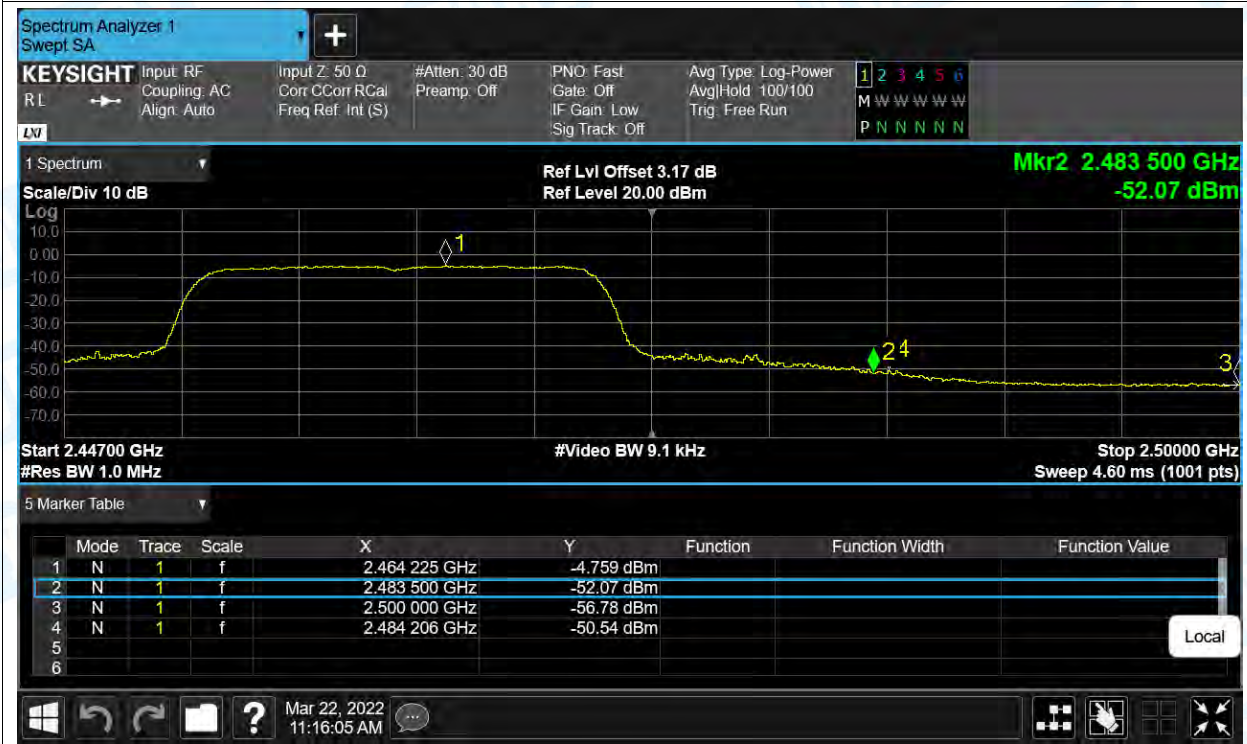 Spectrum Analyzer 1
Swept SA
+
KEYSIGHT Input: RF Input Z: 50 Ω #Atten: 30 dB PNO: Fast Avg Type: Log-Power 1 2 3 4 5 6
R L Coupling: AC Corr CCorr RCal Preamp: Off Gate: Off Avg|Hold: 100/100 M W W W W W
Align: Auto Freq Ref: Int (S) IF Gain: Low Trig: Free Run P N N N N N
LXI Sig Track: Off
1 Spectrum Ref Lvl Offset 3.17 dB Mkr2 2.483 500 GHz
Scale/Div 10 dB Ref Level 20.00 dBm -52.07 dBm
Log
10.0
0.00 1
-10.0
-20.0
-30.0
-40.0 2 4
-50.0 3
-60.0
-70.0
Start 2.44700 GHz #Video BW 9.1 kHz Stop 2.50000 GHz
#Res BW 1.0 MHz Sweep 4.60 ms (1001 pts)
5 Marker Table
Mode Trace Scale X Y Function Function Width Function Value
1 N 1 f 2.464 225 GHz -4.759 dBm
2 N 1 f 2.483 500 GHz -52.07 dBm
3 N 1 f 2.500 000 GHz -56.78 dBm
4 N 1 f 2.484 206 GHz -50.54 dBm
5
6
Local
? Mar 22, 2022
11:16:05 AM